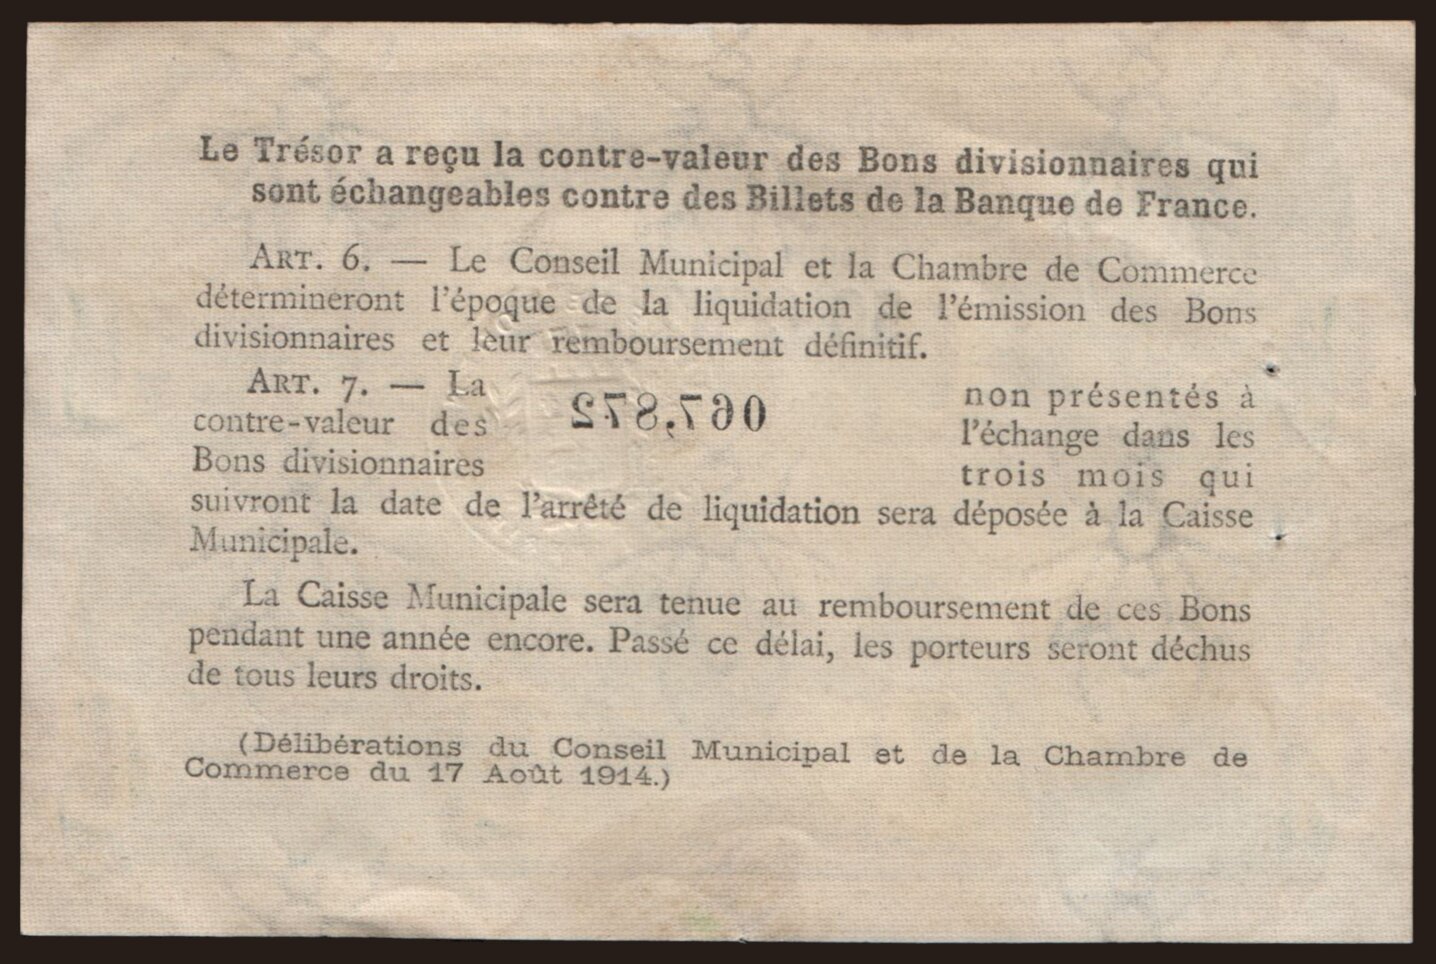 Le Trésor a reçu la contre-valeur des Bons divisionnaires qui
sont échangeables contre des Billets de la Banque de France.
ART. 6. — Le Conseil Municipal et la Chambre de Commerce
détermineront l'époque de la liquidation de l'émission des Bons
divisionnaires et leur remboursement définitif.
ART. 7. — La
contre-valeur des
Bons divisionnaires
067,872
non présentés à
l'échange dans les
trois mois qui
suivront la date de l'arrêté de liquidation sera déposée à la Caisse
Municipale.
La Caisse Municipale sera tenue au remboursement de ces Bons
pendant une année encore. Passé ce délai, les porteurs seront déchus
de tous leurs droits.
(Délibérations du Conseil Municipal et de la Chambre de
Commerce du 17 Août 1914.)